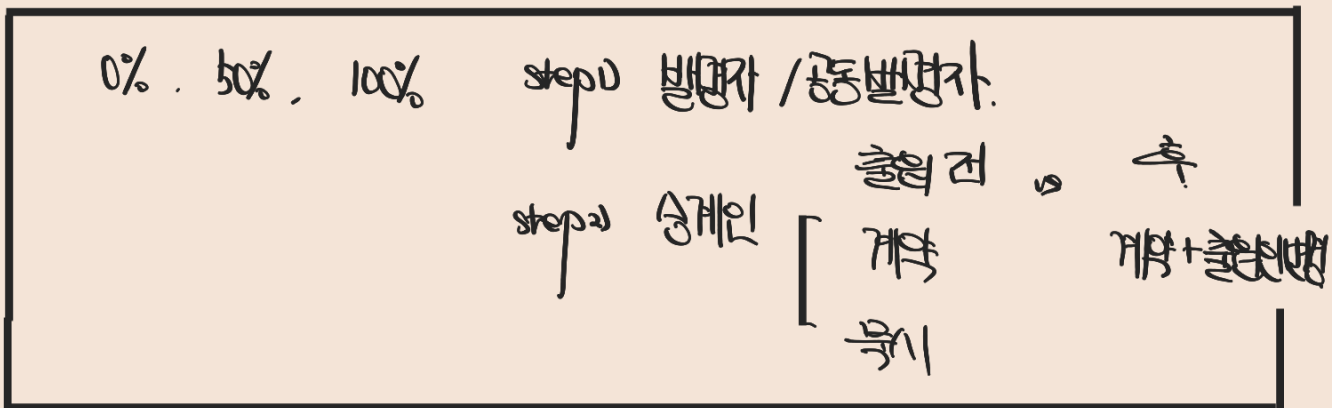 0% . 50% . 100% step1) 발명자 / 공동발명자.
출원 전 vs 후
step2) 승계인 계약 계약+출원인변경
묵시